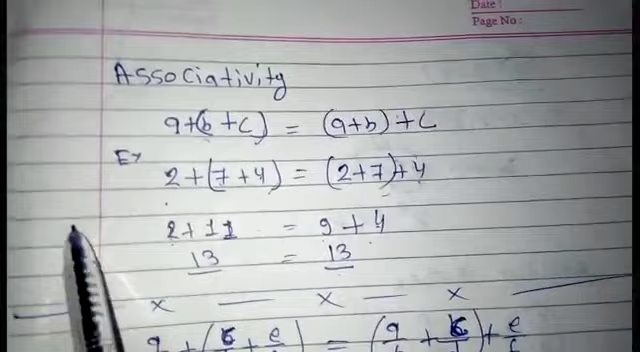 Date :
Page No :
Associativity
a+(b+c) = (a+b)+c
Ex 2+(7+4) = (2+7)+4
2+11 = 9+4
13 = 13
x — x — x